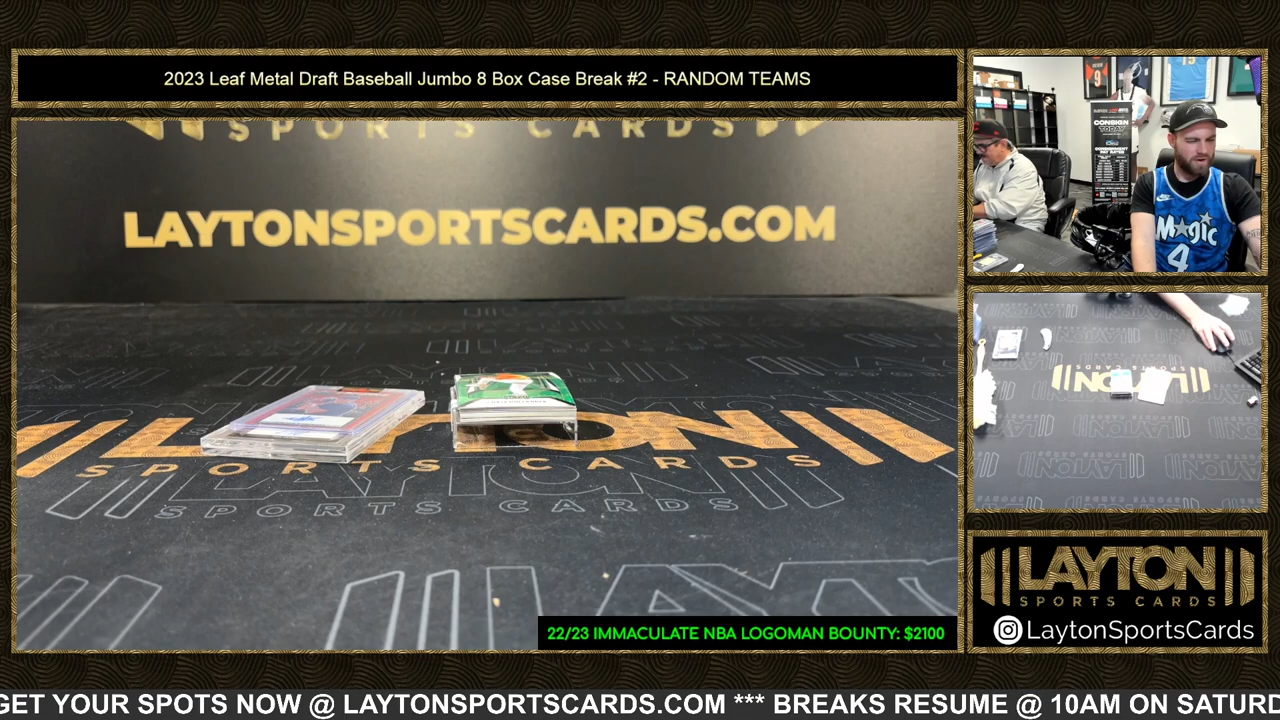 2023 Leaf Metal Draft Baseball Jumbo 8 Box Case Break #2 - RANDOM TEAMS
SPORTS CARDS
LAYTONSPORTSCARDS.COM
LAYTON
SPORTS CARDS
LAYTON
SPORTS CARDS
22/23 IMMACULATE NBA LOGOMAN BOUNTY: $2100
CONSIGN
TODAY
Magic
4
LAYTON
SPORTS CARDS
LaytonSportsCards
GET YOUR SPOTS NOW @ LAYTONSPORTSCARDS.COM *** BREAKS RESUME @ 10AM ON SATURD